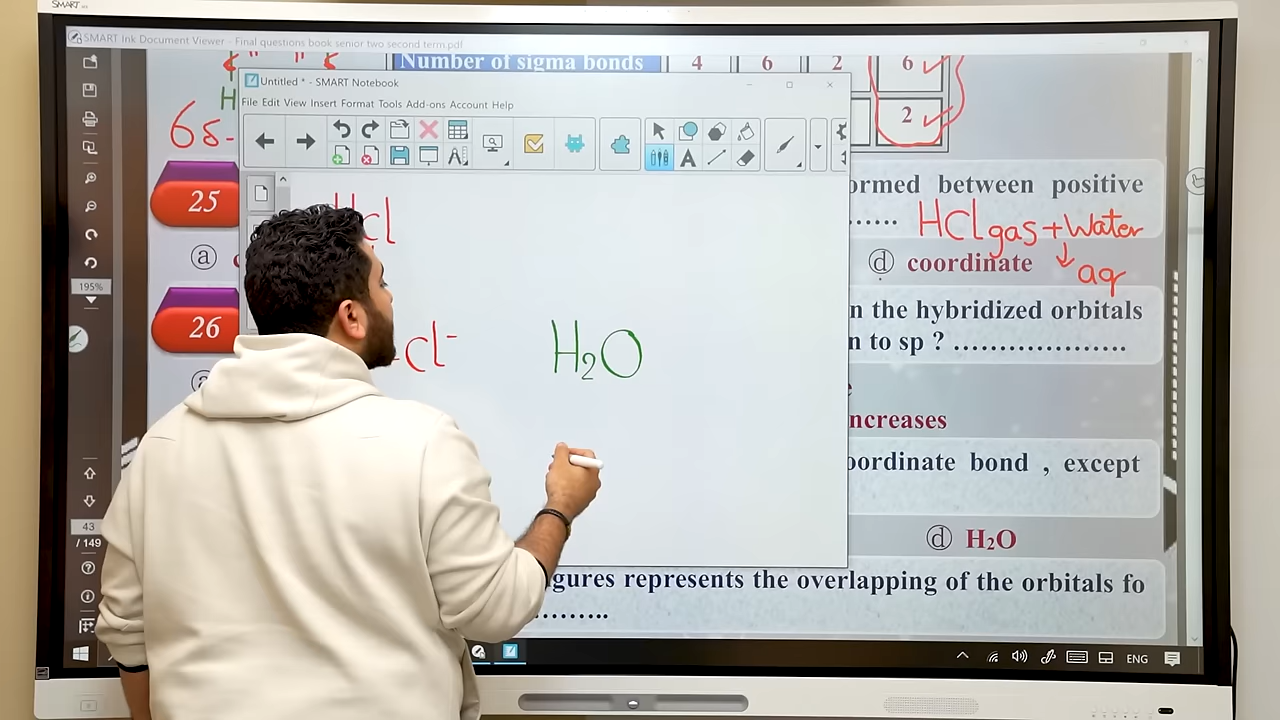 SMART
SMART Ink Document Viewer - Final questions book senior two second term.pdf
Number of sigma bonds 4 6 2 6
2
H
6s-
Untitled * - SMART Notebook
File Edit View Insert Format Tools Add-ons Account Help
25
ormed between positive
......
HCl gas + Water
↓
aq
ⓐ
ⓓ coordinate
HCl
195%
26
n the hybridized orbitals
n to sp ? ...................
Cl⁻
H₂O
ncreases
oordinate bond , except
ⓓ H₂O
43
/ 149
gures represents the overlapping of the orbitals fo
.........
ENG